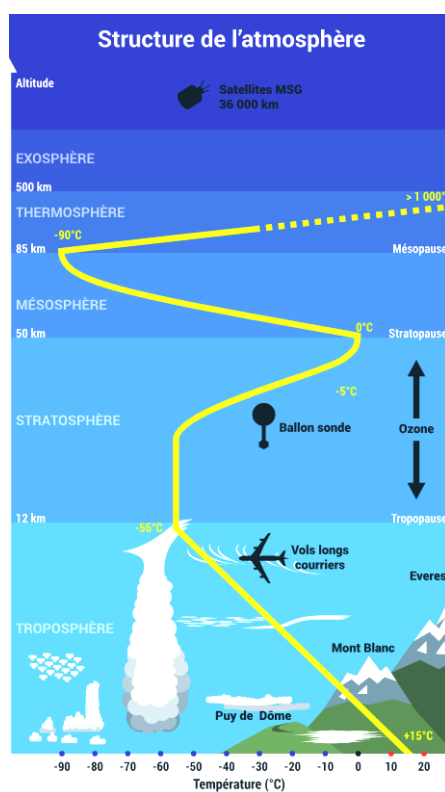 Structure de l'atmosphère
Altitude
Satellites MSG
36 000 km
EXOSPHÈRE
500 km
THERMOSPHÈRE
> 1 000°
-90°C
85 km
Mésopause
MÉSOSPHÈRE
0°C
50 km
Stratopause
-5°C
STRATOSPHÈRE
Ballon sonde
Ozone
12 km
Tropopause
-56°C
Vols longs
courriers
Everes
TROPOSPHÈRE
Mont Blanc
Puy de Dôme
+15°C
-90 -80 -70 -60 -50 -40 -30 -20 -10 0 10 20
Température (°C)